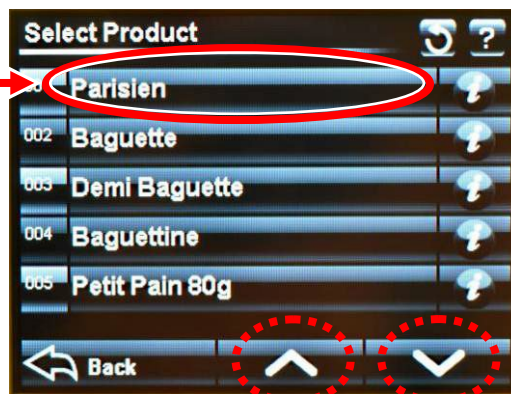 Select Product
?
Parisien
i
002 Baguette
i
003 Demi Baguette
i
004 Baguettine
i
005 Petit Pain 80g
i
Back